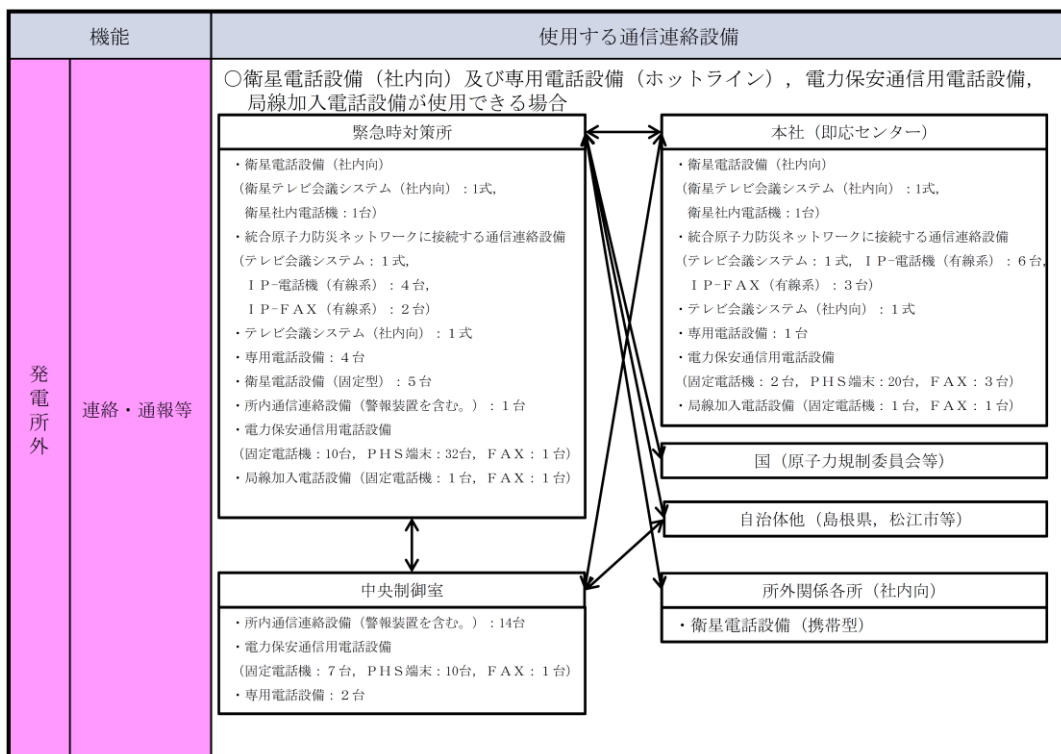 機能
使用する通信連絡設備
発電所外
連絡・通報等
○衛星電話設備（社内向）及び専用電話設備（ホットライン），電力保安通信用電話設備，
局線加入電話設備が使用できる場合
緊急時対策所
・衛星電話設備（社内向）
（衛星テレビ会議システム（社内向）：1式，
衛星社内電話機：1台）
・統合原子力防災ネットワークに接続する通信連絡設備
（テレビ会議システム：１式，
ＩＰ-電話機（有線系）：４台，
ＩＰ-ＦＡＸ（有線系）：２台）
・テレビ会議システム（社内向）：１式
・専用電話設備：４台
・衛星電話設備（固定型）：５台
・所内通信連絡設備（警報装置を含む。）：１台
・電力保安通信用電話設備
（固定電話機：10台，ＰＨＳ端末：32台，ＦＡＸ：１台）
・局線加入電話設備（固定電話機：１台，ＦＡＸ：１台）
本社（即応センター）
・衛星電話設備（社内向）
（衛星テレビ会議システム（社内向）：1式，
衛星社内電話機：1台）
・統合原子力防災ネットワークに接続する通信連絡設備
（テレビ会議システム：１式，ＩＰ-電話機（有線系）：６台，
ＩＰ-ＦＡＸ（有線系）：３台）
・テレビ会議システム（社内向）：１式
・専用電話設備：１台
・電力保安通信用電話設備
（固定電話機：２台，ＰＨＳ端末：20台，ＦＡＸ：３台）
・局線加入電話設備（固定電話機：１台，ＦＡＸ：１台）
国（原子力規制委員会等）
自治体他（島根県，松江市等）
中央制御室
・所内通信連絡設備（警報装置を含む。）：14台
・電力保安通信用電話設備
（固定電話機：７台，ＰＨＳ端末：10台，ＦＡＸ：１台）
・専用電話設備：２台
所外関係各所（社内向）
・衛星電話設備（携帯型）